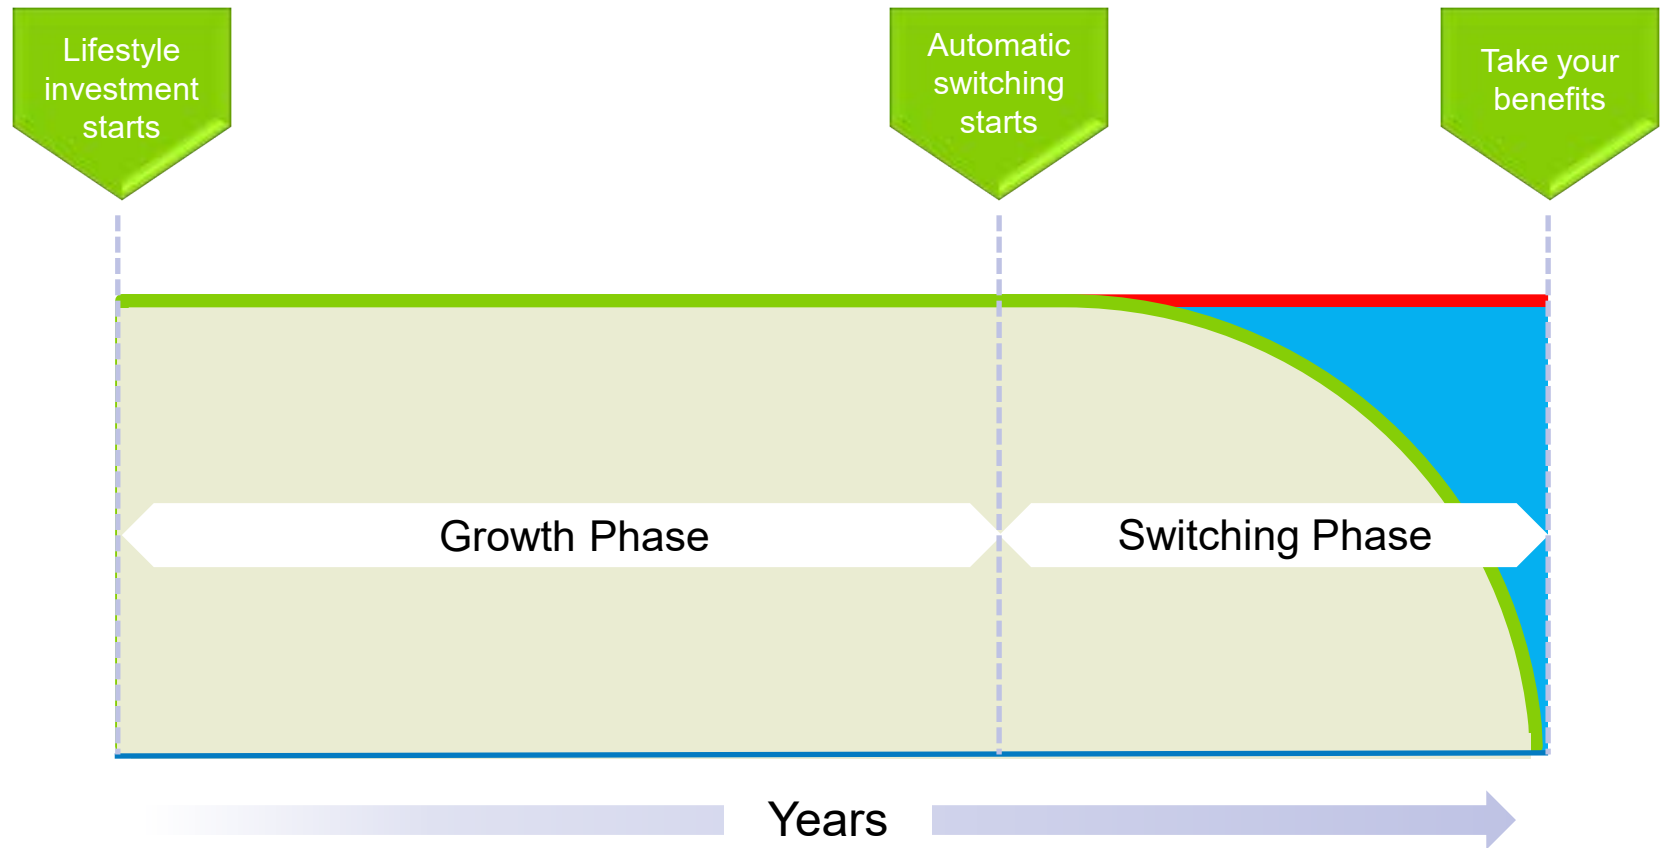 Lifestyle
investment
starts
Automatic
switching
starts
Take your
benefits
Growth Phase
Switching Phase
Years